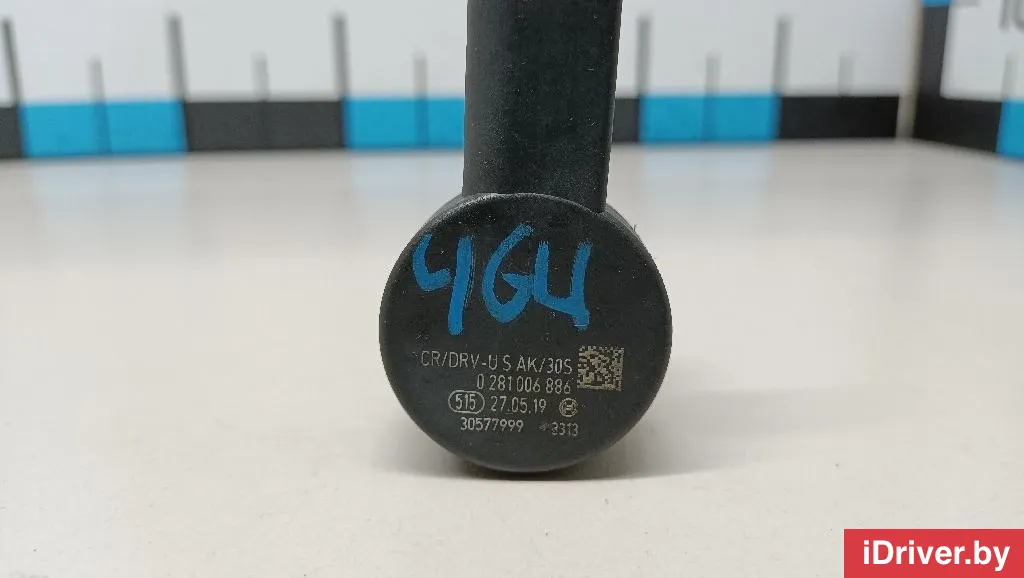 4G4
CR/DRV-U S AK/30S
0 281 006 886
515 27.05.19
30577999 3313
iDriver.by